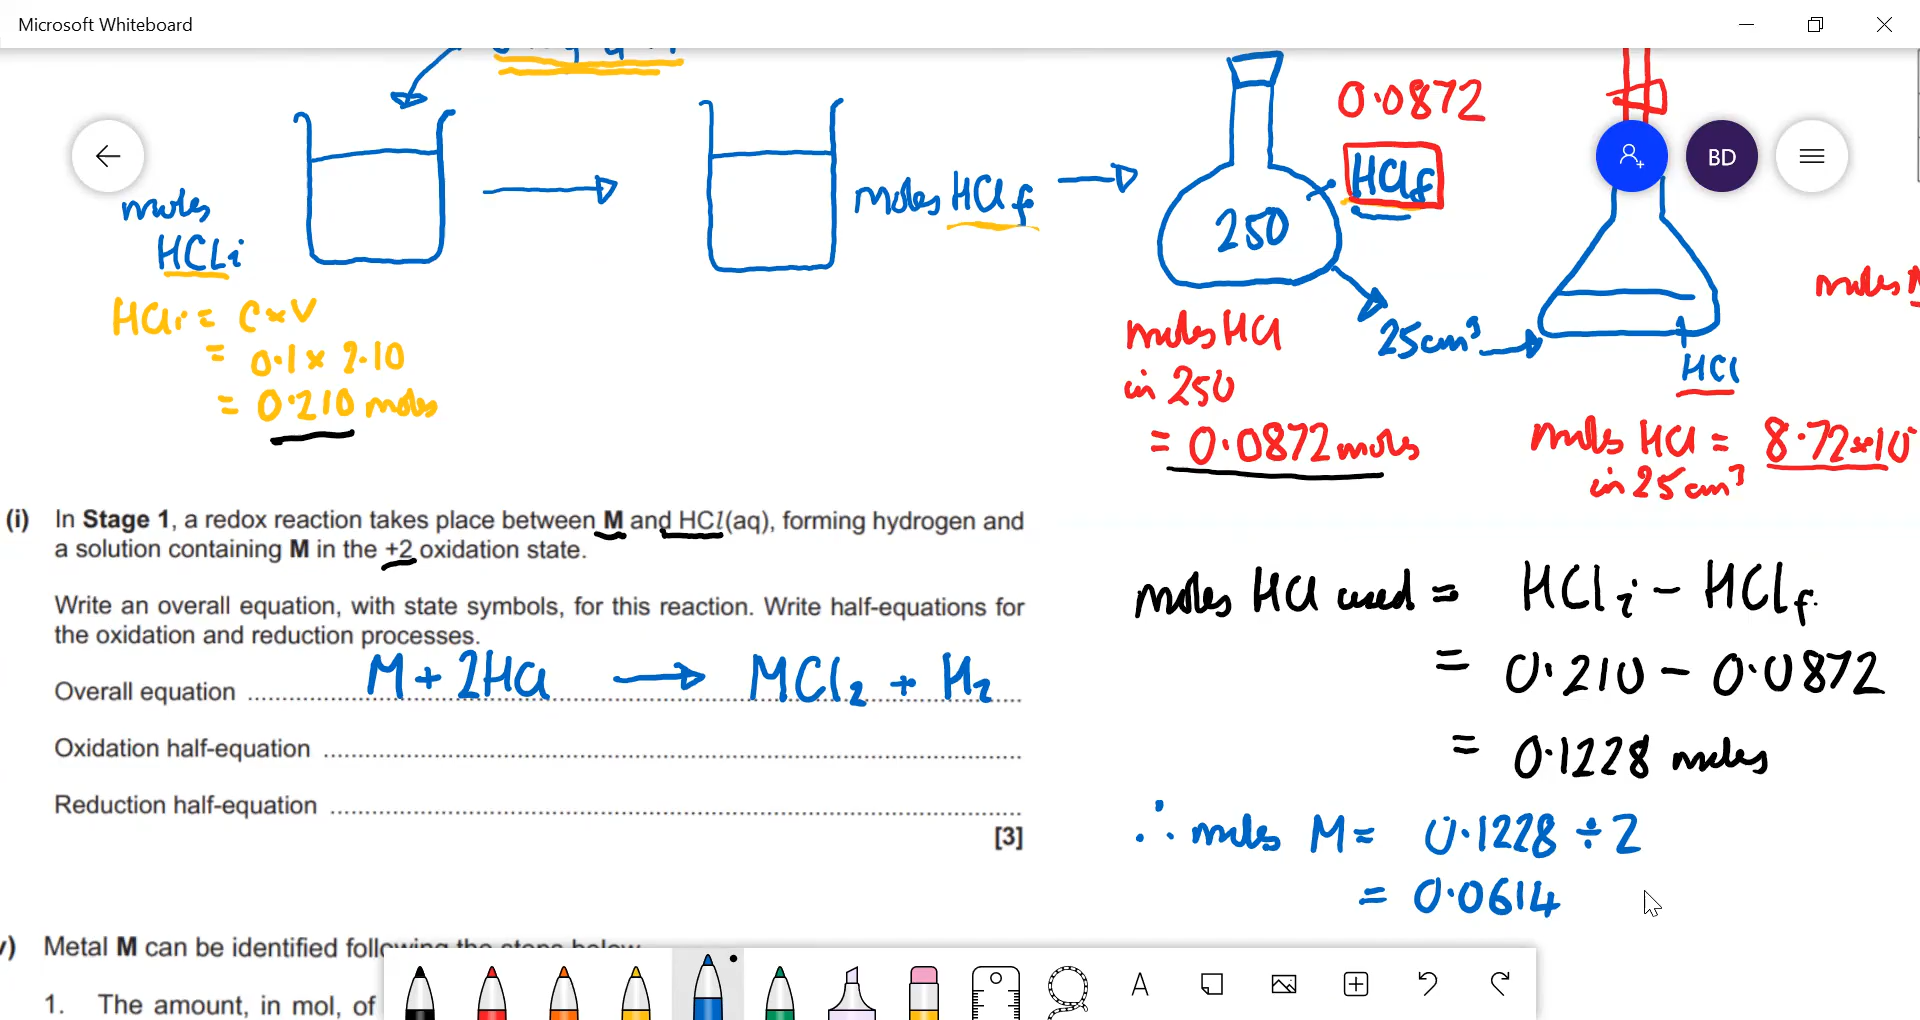 Microsoft Whiteboard
0.0872
BD
HClf
moles
HCLi
moles HClf
250
HCli = C×V
= 0.1 × 2.10
= 0.210 moles
moles HCl
in 250
= 0.0872 moles
25cm³
HCl
moles
moles HCl = 8.72×10
in 25cm³
(i) In Stage 1, a redox reaction takes place between M and HCl(aq), forming hydrogen and
a solution containing M in the +2 oxidation state.
Write an overall equation, with state symbols, for this reaction. Write half-equations for
the oxidation and reduction processes.
Overall equation M + 2HCl → MCl₂ + H₂
Oxidation half-equation
Reduction half-equation
[3]
moles HCl used = HCli – HClf.
= 0.210 – 0.0872
= 0.1228 moles
∴ moles M = 0.1228 ÷ 2
= 0.0614
v) Metal M can be identified following the steps below
1. The amount, in mol, of
A